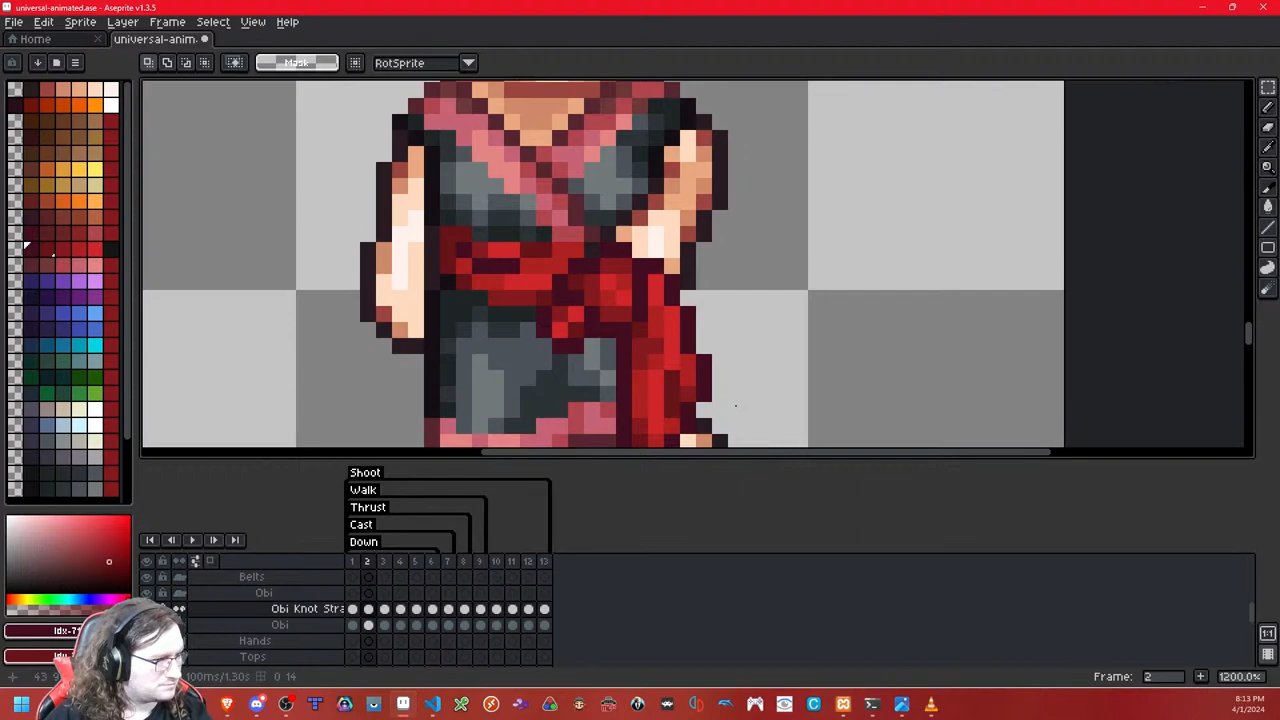 universal-animated.ase - Aseprite v1.3.5
File Edit Sprite Layer Frame Select View Help
Home
universal-anim.
Mask
RotSprite
Shoot
Walk
Thrust
Cast
Down
1 2 3 4 5 6 7 8 9 10 11 12 13
Belts
Obi
Obi Knot Stra
Obi
Hands
Tops
100ms/1.30s
0 14
Frame: 2
1200.0%
1:1
8:13 PM
4/1/2024